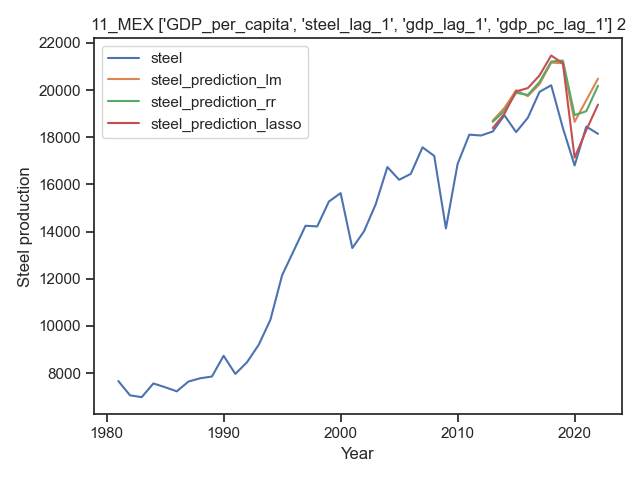 11_MEX ['GDP_per_capita', 'steel_lag_1', 'gdp_lag_1', 'gdp_pc_lag_1'] 2
22000
20000
18000
16000
14000
12000
10000
8000
Steel production
steel
steel_prediction_lm
steel_prediction_rr
steel_prediction_lasso
1980
1990
2000
2010
2020
Year